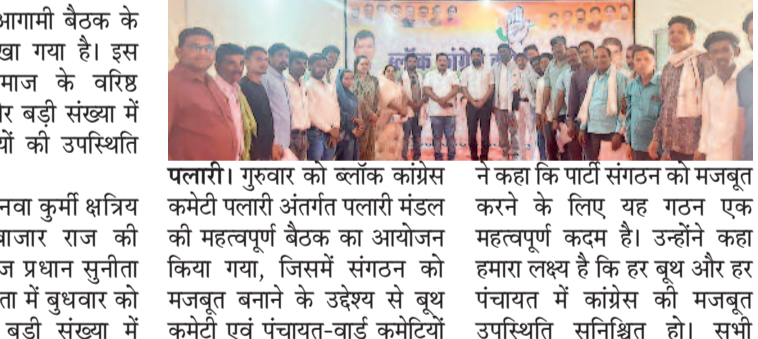 आगामी बैठक के
खा गया है। इस
माज के वरिष्ठ
र बड़ी संख्या में
यों की उपस्थिति
नवा कुर्मी क्षत्रिय
बाजार राज की
ज प्रधान सुनीता
ता में बुधवार को
बड़ी संख्या में
ब्लॉक कांग्रेस
पलारी। गुरुवार को ब्लॉक कांग्रेस
कमेटी पलारी अंतर्गत पलारी मंडल
की महत्वपूर्ण बैठक का आयोजन
किया गया, जिसमें संगठन को
मजबूत बनाने के उद्देश्य से बूथ
कमेटी एवं पंचायत-वार्ड कमेटियों
ने कहा कि पार्टी संगठन को मजबूत
करने के लिए यह गठन एक
महत्वपूर्ण कदम है। उन्होंने कहा
हमारा लक्ष्य है कि हर बूथ और हर
पंचायत में कांग्रेस की मजबूत
उपस्थिति सुनिश्चित हो। सभी